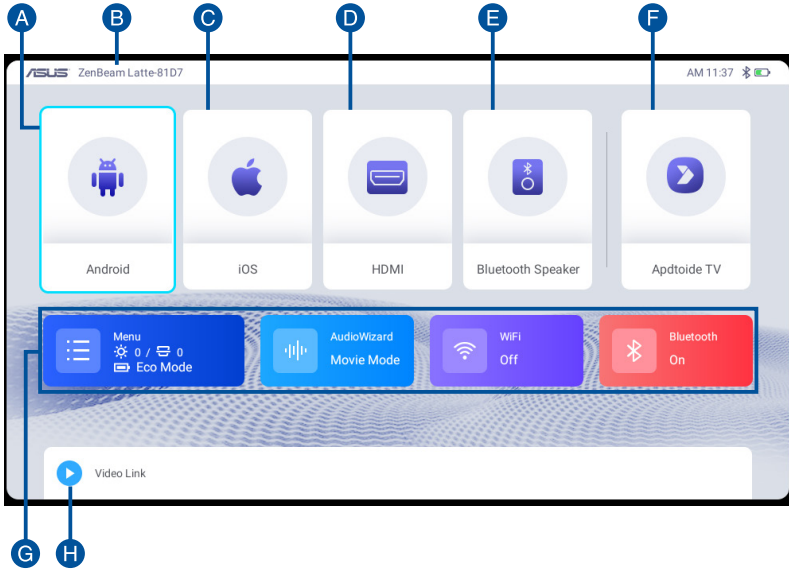 A B C D E F
ASUS ZenBeam Latte-81D7 AM 11:37
Android iOS HDMI Bluetooth Speaker Apdtoide TV
Menu
0 / 0
Eco Mode
AudioWizard
Movie Mode
WiFi
Off
Bluetooth
On
Video Link
G H